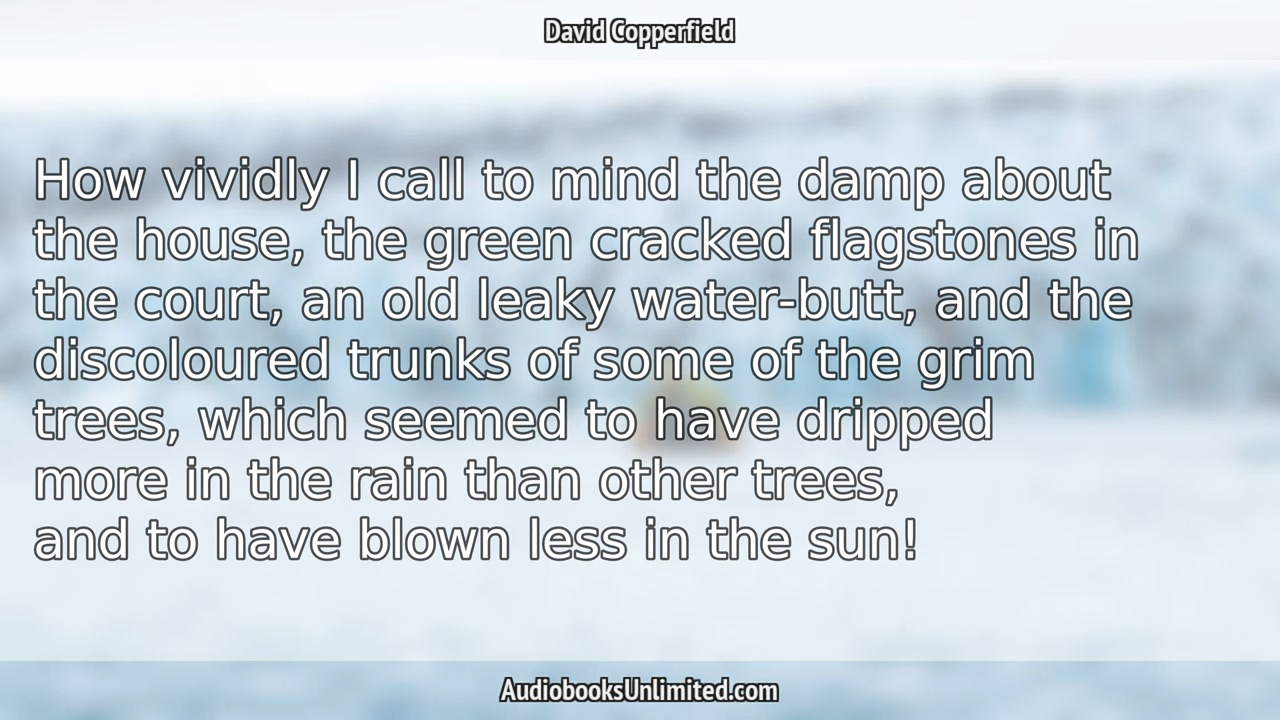 David Copperfield
How vividly I call to mind the damp about
the house, the green cracked flagstones in
the court, an old leaky water-butt, and the
discoloured trunks of some of the grim
trees, which seemed to have dripped
more in the rain than other trees,
and to have blown less in the sun!
AudiobooksUnlimited.com